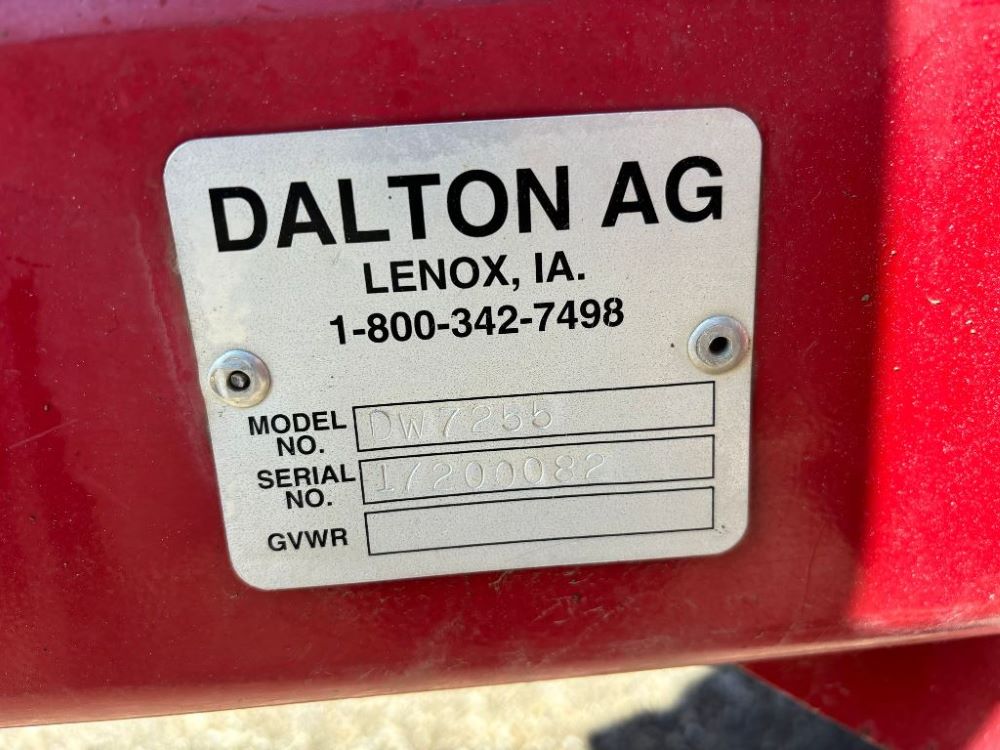 DALTON AG
LENOX, IA.
1-800-342-7498
MODEL NO. DW7255
SERIAL NO. 17200082
GVWR